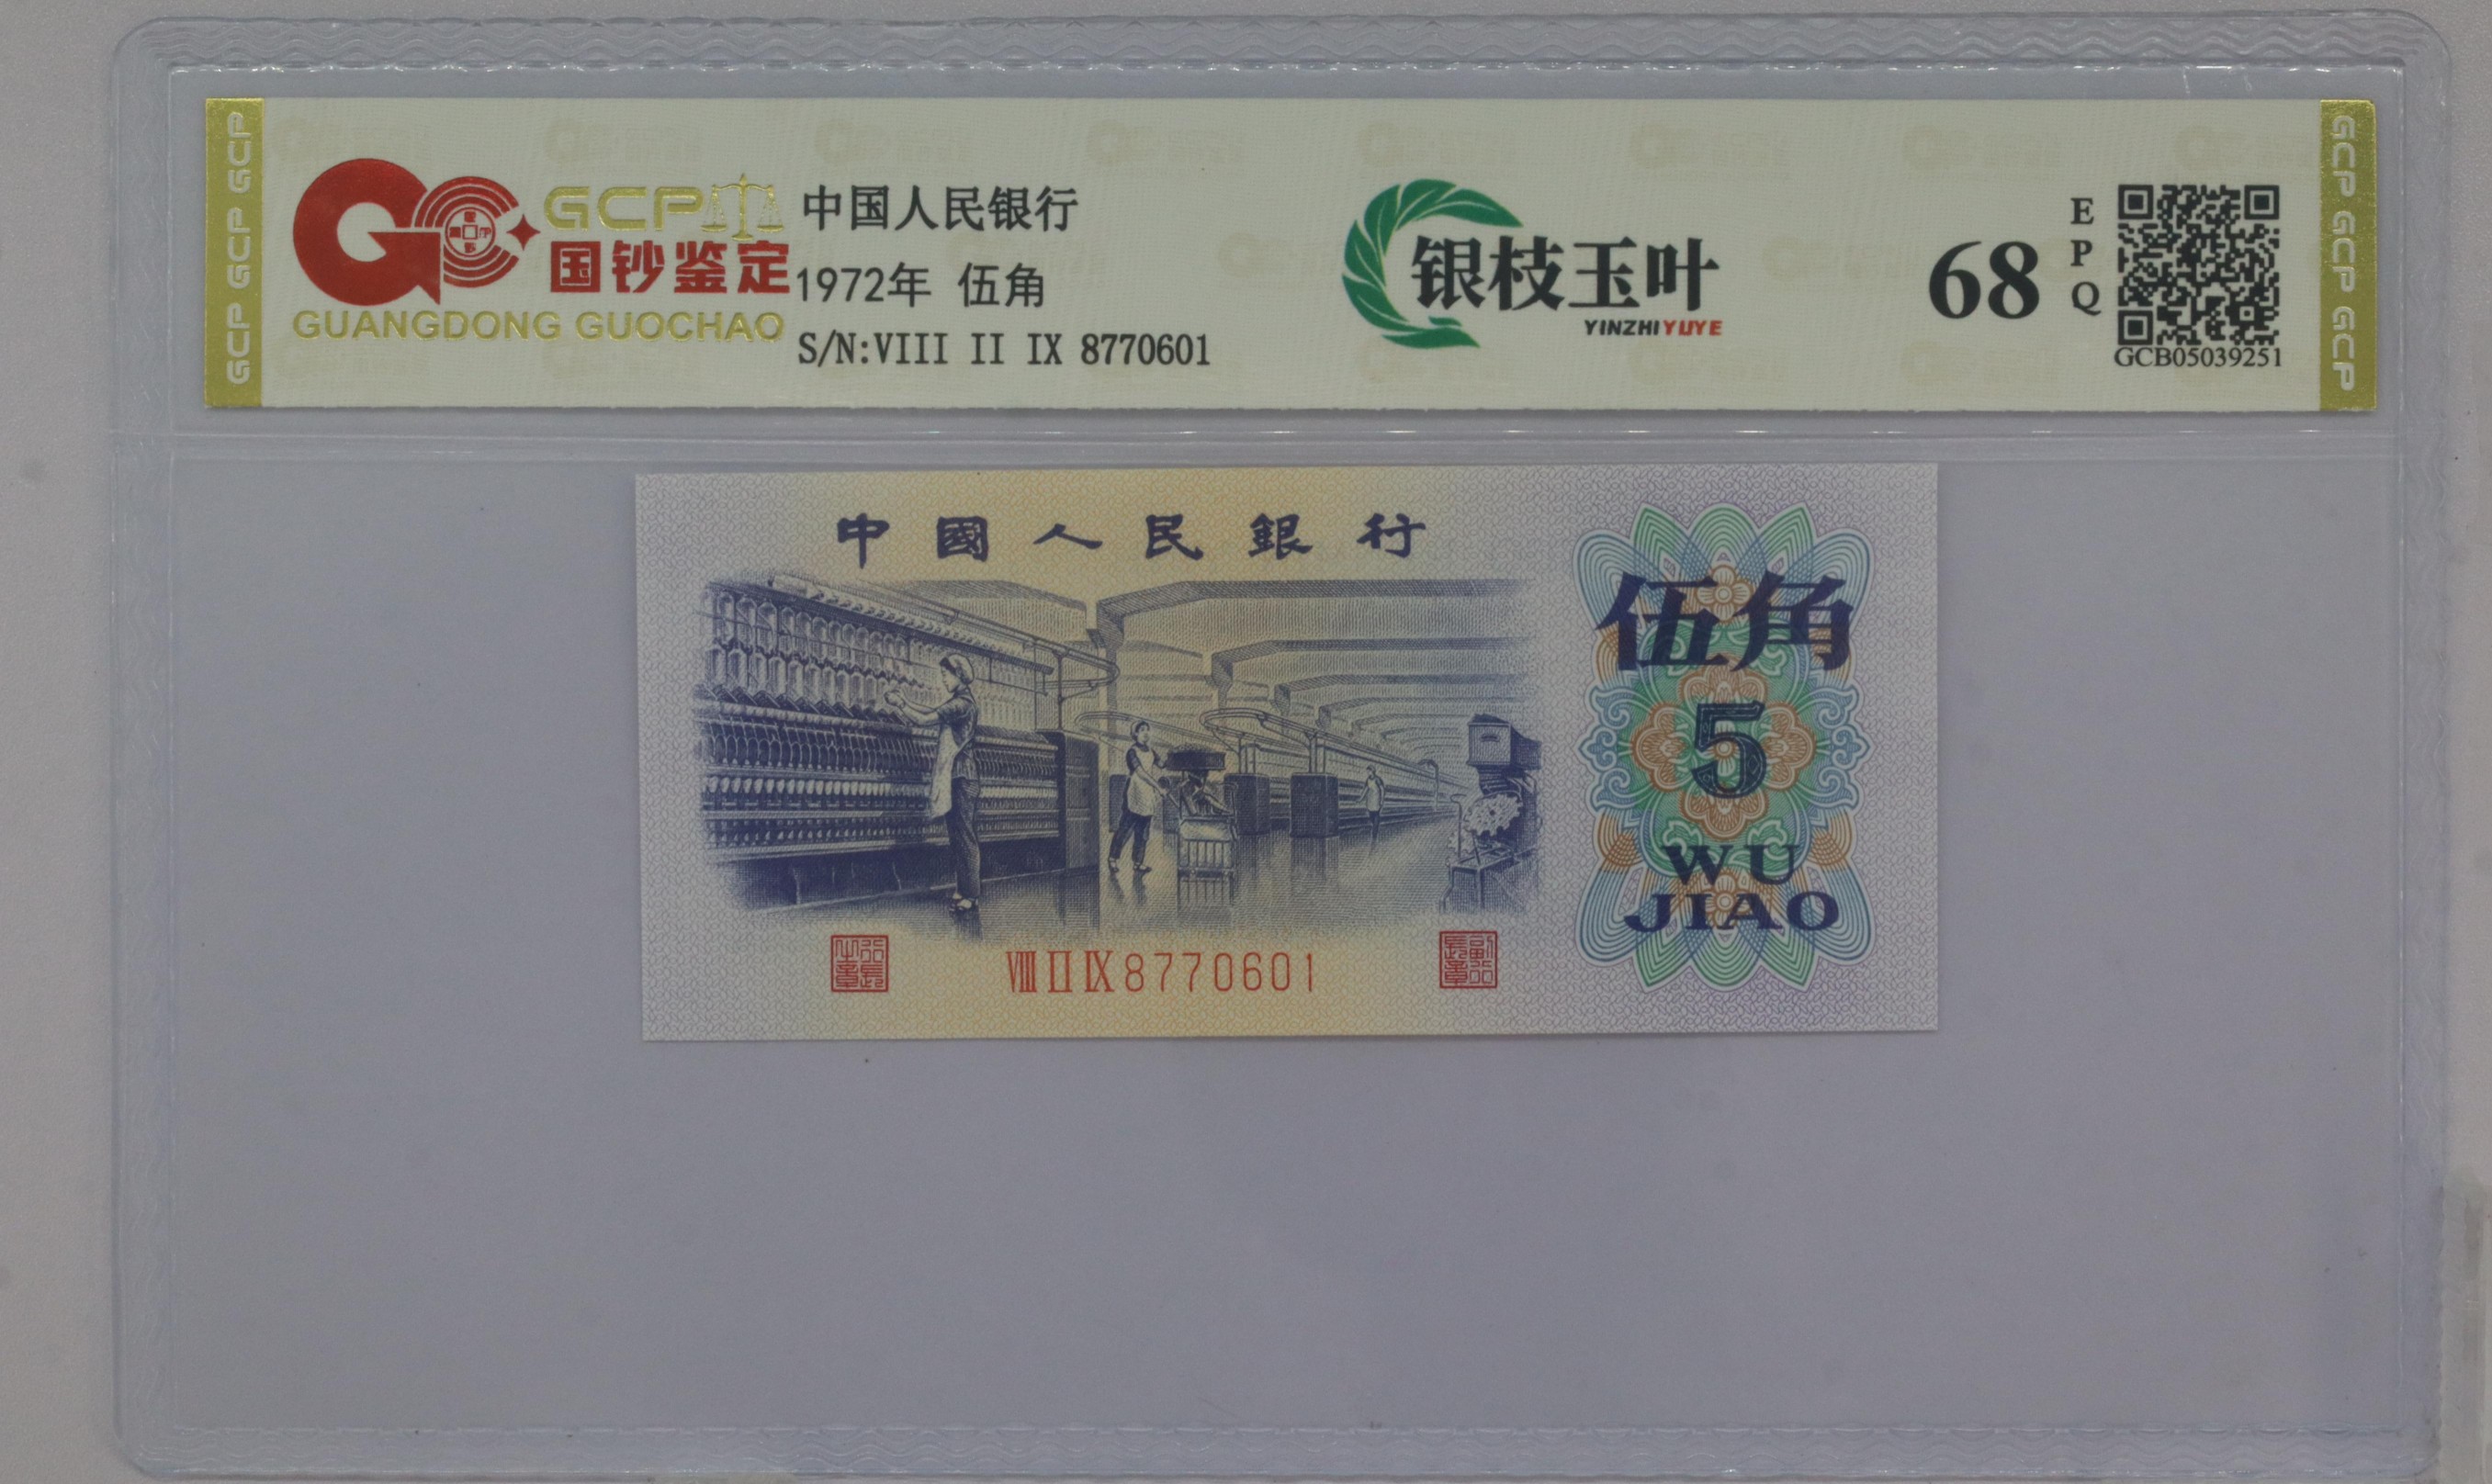 GCP GCP GCP
GCP
国钞鉴定
GUANGDONG GUOCHAO
中国人民银行
1972年 伍角
S/N:VIII II IX 8770601
银枝玉叶
YINZHIYUYE
68
E
P
Q
GCB05039251
GCP GCP GCP
中國人民銀行
伍角
5
WU
JIAO
VIII II IX 8770601